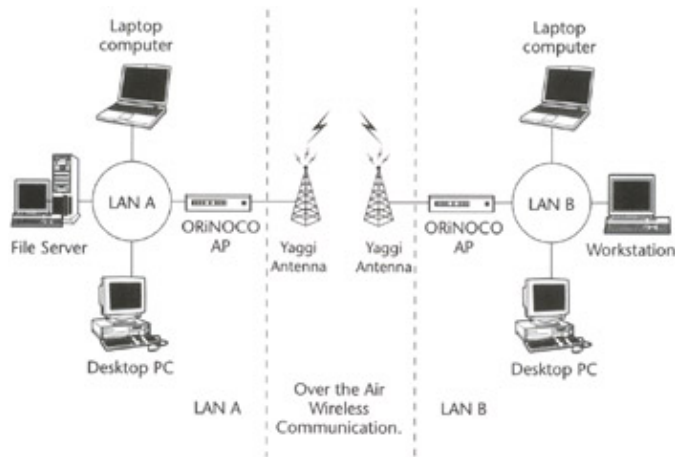 Laptop
computer
Laptop
computer
LAN A
LAN B
File Server
ORiNOCO
AP
Yaggi
Antenna
Yaggi
Antenna
ORiNOCO
AP
Workstation
Desktop PC
Desktop PC
LAN A
Over the Air
Wireless
Communication.
LAN B